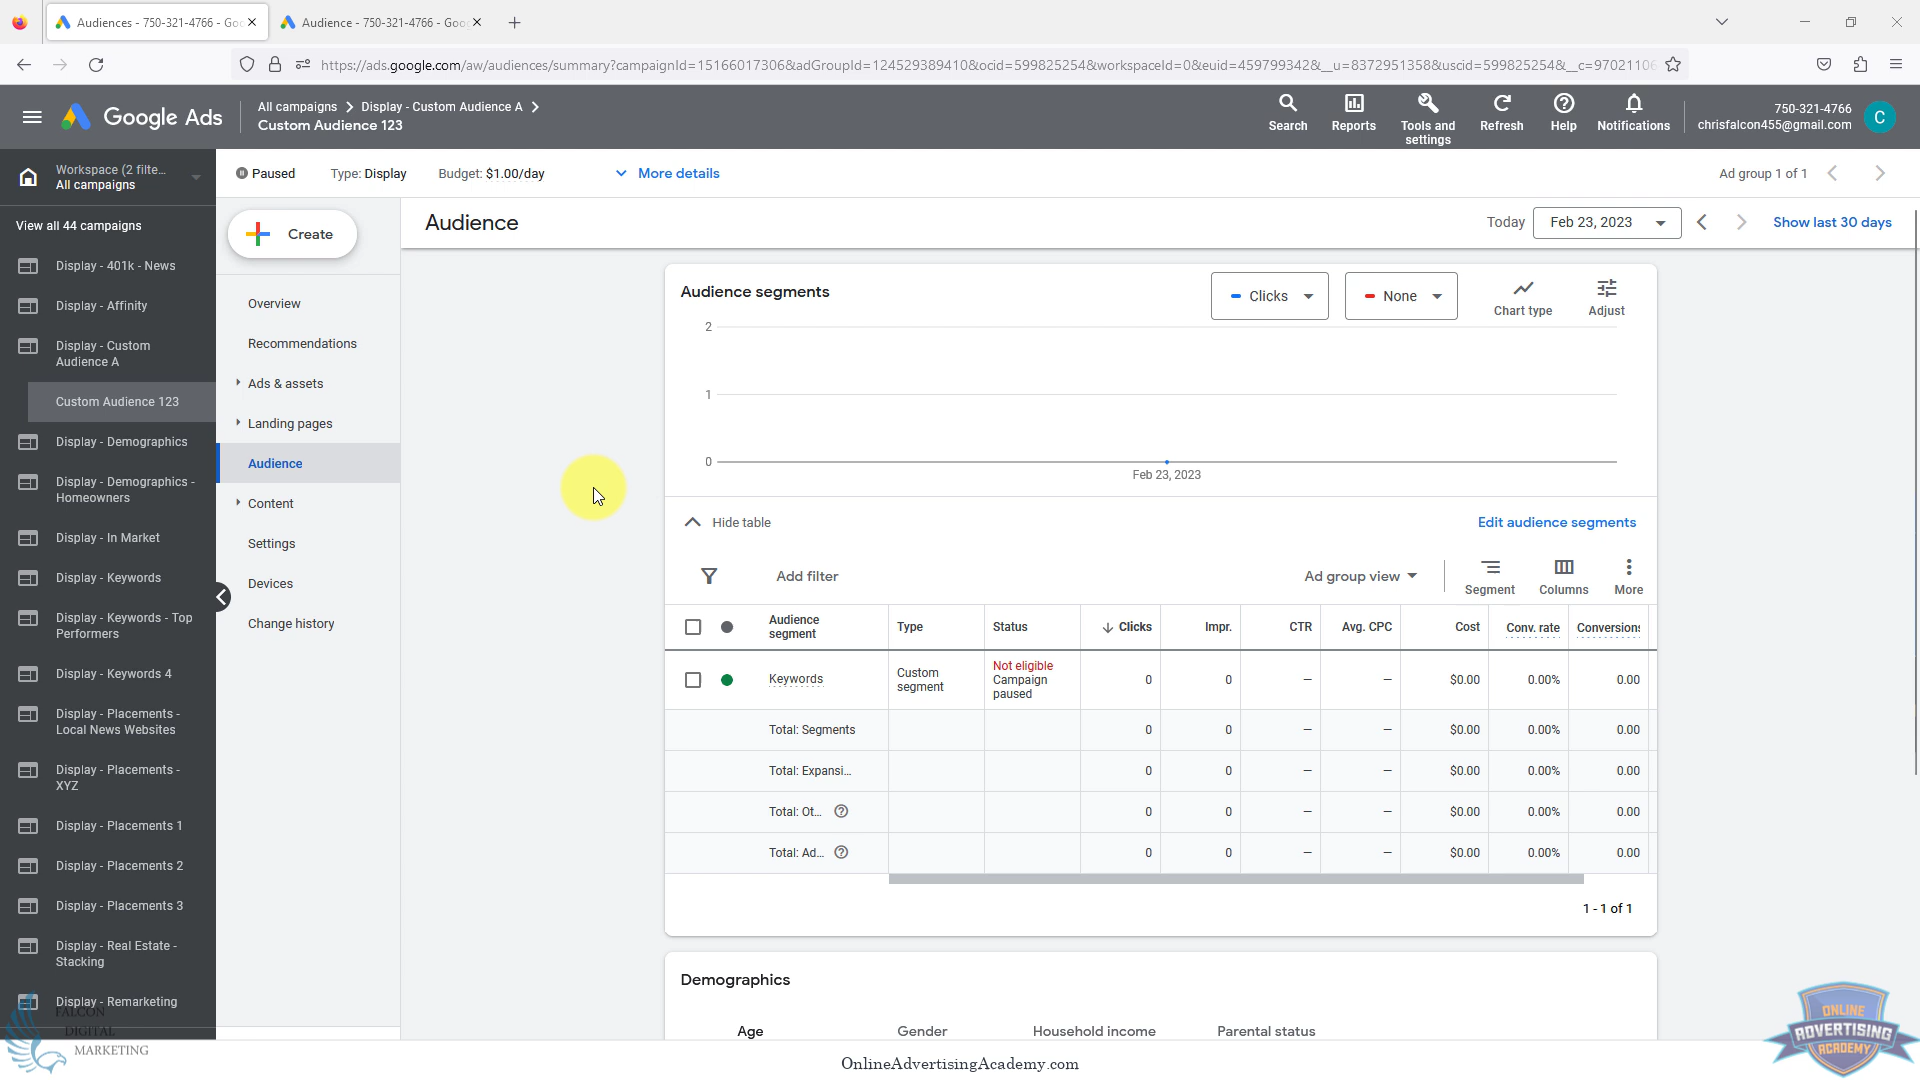 Audiences - 750-321-4766 - Goo
Audience - 750-321-4766 - Goog
https://ads.google.com/aw/audiences/summary?campaignId=15166017306&adGroupId=124529389410&ocid=599825254&workspaceId=0&euid=459799342&__u=8372951358&uscid=599825254&__c=97021106
Google Ads
All campaigns
Display - Custom Audience A
Custom Audience 123
Search
Reports
Tools and
settings
Refresh
Help
Notifications
750-321-4766
chrisfalcon455@gmail.com
C
Workspace (2 filte...
All campaigns
Paused
Type: Display
Budget: $1.00/day
More details
Ad group 1 of 1
View all 44 campaigns
Display - 401k - News
Display - Affinity
Display - Custom
Audience A
Custom Audience 123
Display - Demographics
Display - Demographics -
Homeowners
Display - In Market
Display - Keywords
Display - Keywords - Top
Performers
Display - Keywords 4
Display - Placements -
Local News Websites
Display - Placements -
XYZ
Display - Placements 1
Display - Placements 2
Display - Placements 3
Display - Real Estate -
Stacking
Display - Remarketing
Create
Overview
Recommendations
Ads & assets
Landing pages
Audience
Content
Settings
Devices
Change history
Audience
Today
Feb 23, 2023
Show last 30 days
Audience segments
Clicks
None
Chart type
Adjust
2
1
0
Feb 23, 2023
Hide table
Edit audience segments
Add filter
Ad group view
Segment
Columns
More
Audience
segment
Type
Status
Clicks
Impr.
CTR
Avg. CPC
Cost
Conv. rate
Conversions
Keywords
Custom
segment
Not eligible
Campaign
paused
0
0
–
–
$0.00
0.00%
0.00
Total: Segments
0
0
–
–
$0.00
0.00%
0.00
Total: Expansi...
0
0
–
–
$0.00
0.00%
0.00
Total: Ot...
0
0
–
–
$0.00
0.00%
0.00
Total: Ad...
0
0
–
–
$0.00
0.00%
0.00
1 - 1 of 1
Demographics
Age
Gender
Household income
Parental status
FALCON
DIGITAL
MARKETING
OnlineAdvertisingAcademy.com
ONLINE
ADVERTISING
ACADEMY